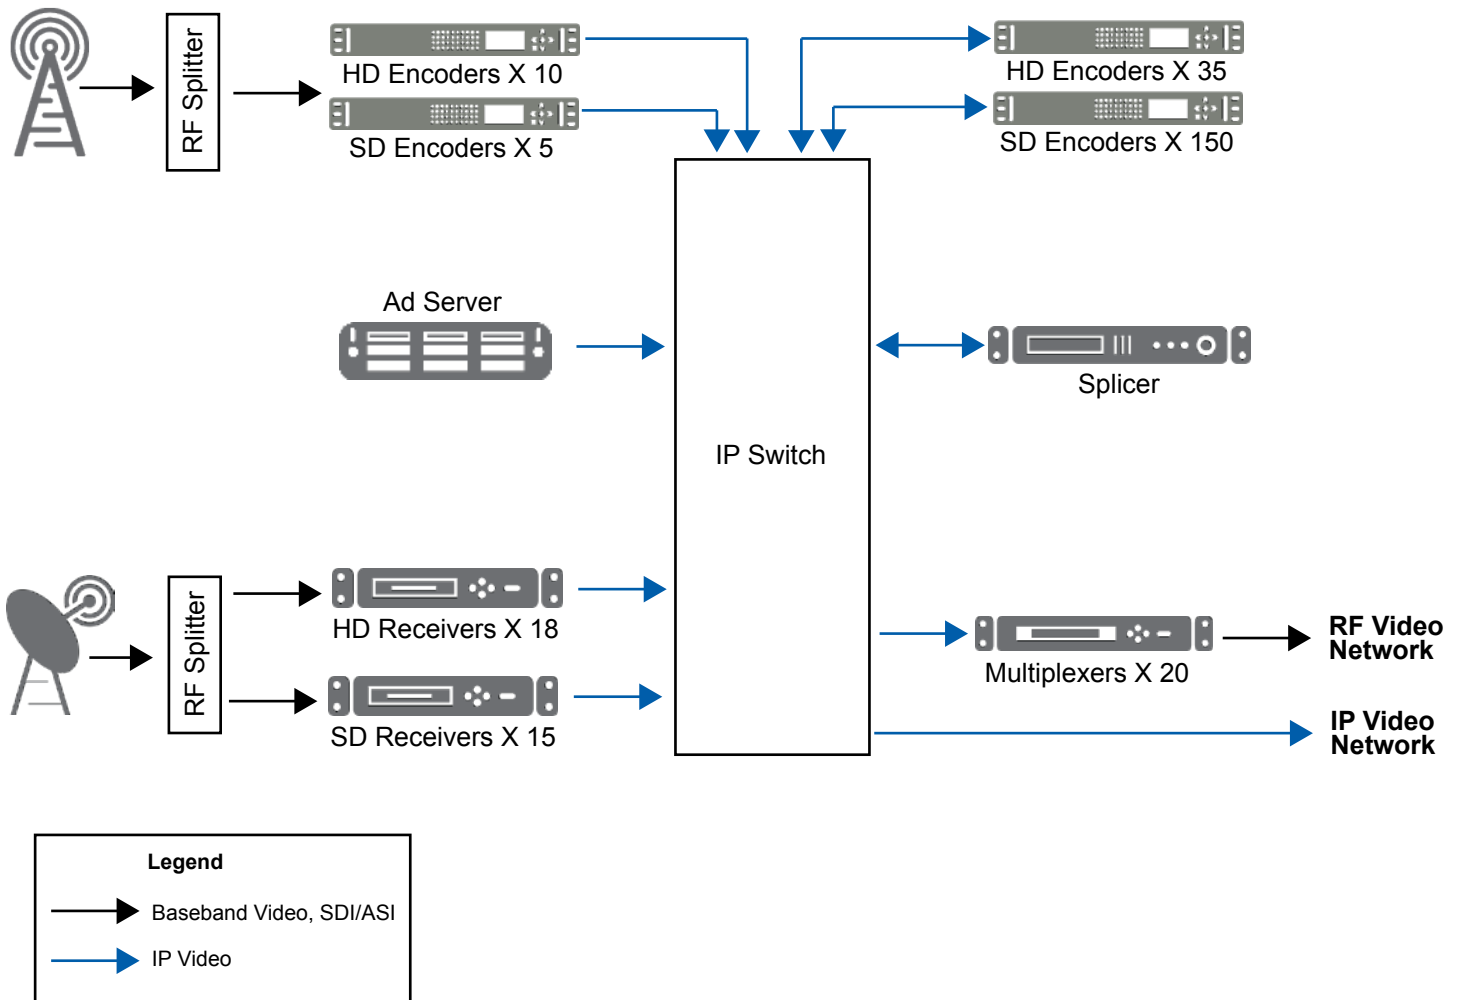 RF Splitter
HD Encoders X 10
SD Encoders X 5
HD Encoders X 35
SD Encoders X 150
Ad Server
Splicer
IP Switch
RF Splitter
HD Receivers X 18
SD Receivers X 15
Multiplexers X 20
RF Video
Network
IP Video
Network
Legend
Baseband Video, SDI/ASI
IP Video